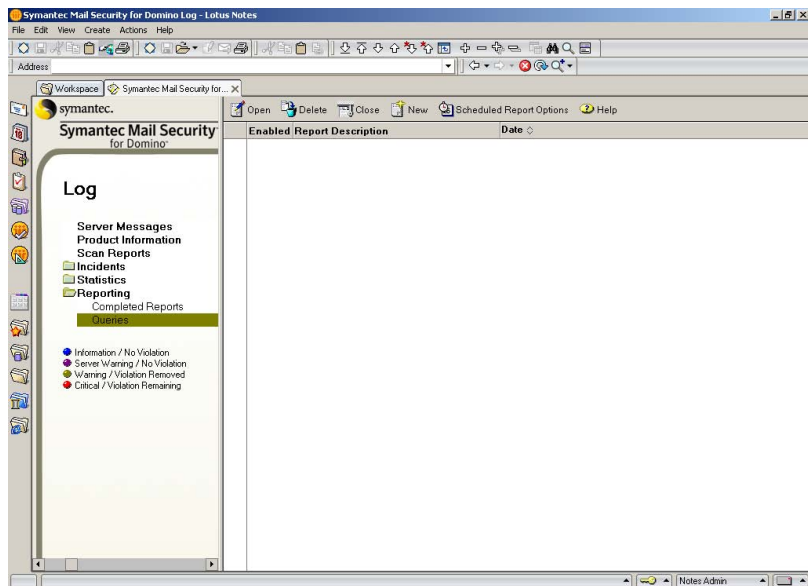 Symantec Mail Security for Domino Log - Lotus Notes
File Edit View Create Actions Help
Address
Workspace Symantec Mail Security for...
symantec.
Symantec Mail Security
for Domino
Open Delete Close New Scheduled Report Options Help
Enabled Report Description Date
Log
Server Messages
Product Information
Scan Reports
Incidents
Statistics
Reporting
Completed Reports
Queries
Information / No Violation
Server Warning / No Violation
Warning / Violation Removed
Critical / Violation Remaining
Notes Admin